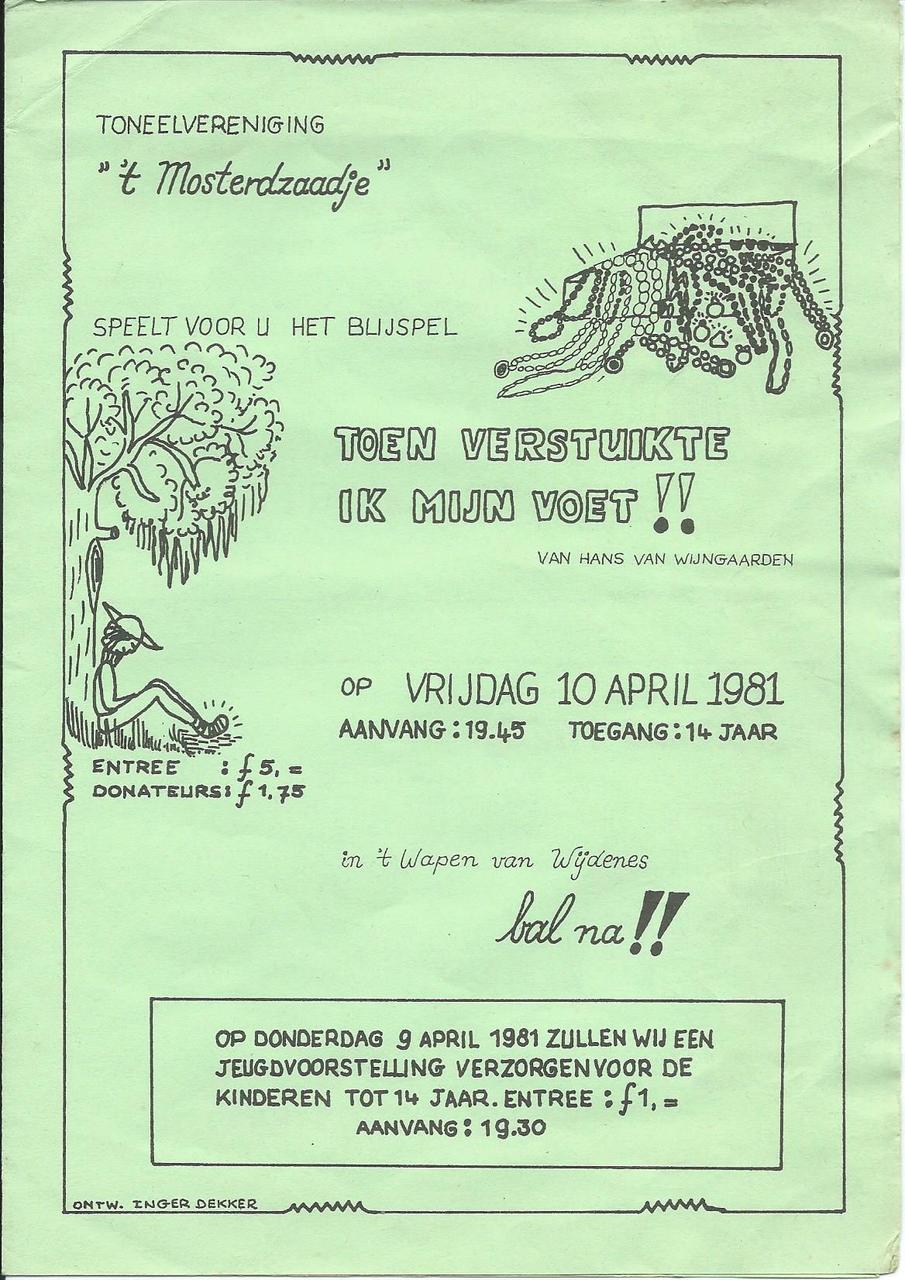 TONEELVERENIGING
"'t Mosterdzaadje"
SPEELT VOOR U HET BLIJSPEL
TOEN VERSTUIKTE
IK MIJN VOET!!
VAN HANS VAN WIJNGAARDEN
OP VRIJDAG 10 APRIL 1981
AANVANG: 19.45 TOEGANG: 14 JAAR
ENTREE : ƒ 5,=
DONATEURS: ƒ 1,75
in 't Wapen van Wijdenes
bal na!!
OP DONDERDAG 9 APRIL 1981 ZULLEN WIJ EEN
JEUGDVOORSTELLING VERZORGEN VOOR DE
KINDEREN TOT 14 JAAR. ENTREE : ƒ 1,=
AANVANG: 19.30
ONTW. INGER DEKKER